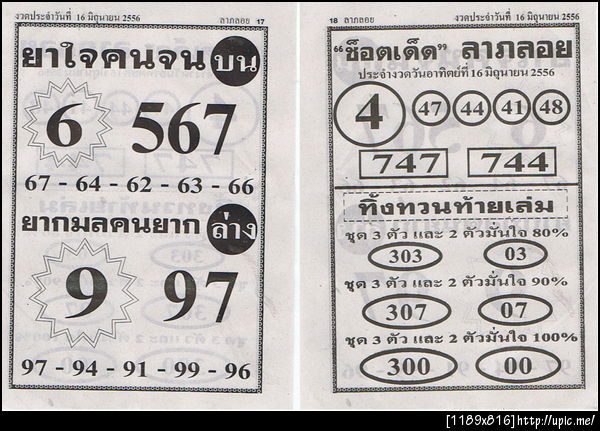 งวดประจำวันที่ 16 มิถุนายน 2556 ลาภลอย 17
ยาใจคนจน บน
6 567
67 - 64 - 62 - 63 - 66
ยากมลคนยาก ล่าง
9 97
97 - 94 - 91 - 99 - 96
18 ลาภลอย งวดประจำวันที่ 16 มิถุนายน 2556
“ช็อตเด็ด” ลาภลอย
ประจำงวดวันอาทิตย์ที่ 16 มิถุนายน 2556
4 47 44 41 48
747 744
ทิ้งทวนท้ายเล่ม
ชุด 3 ตัว และ 2 ตัวมั่นใจ 80%
303 03
ชุด 3 ตัว และ 2 ตัวมั่นใจ 90%
307 07
ชุด 3 ตัว และ 2 ตัวมั่นใจ 100%
300 00
[1189x816]http://upic.me/